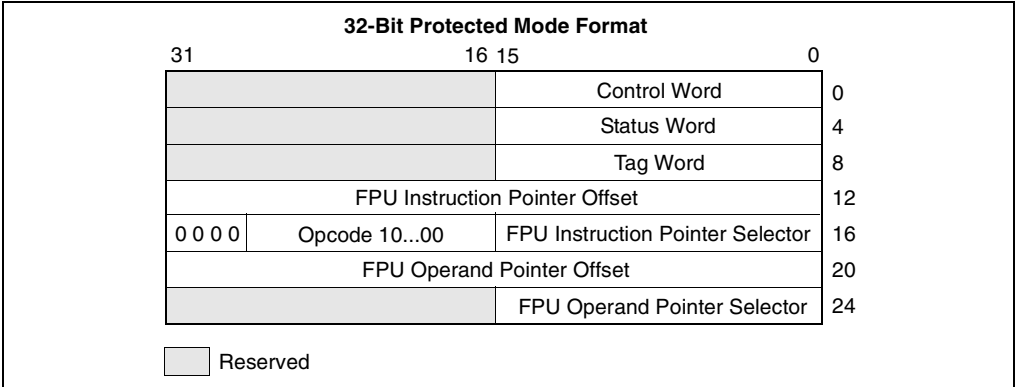 32-Bit Protected Mode Format
31 16 15 0
Control Word 0
Status Word 4
Tag Word 8
FPU Instruction Pointer Offset 12
0 0 0 0 Opcode 10...00 FPU Instruction Pointer Selector 16
FPU Operand Pointer Offset 20
FPU Operand Pointer Selector 24
Reserved